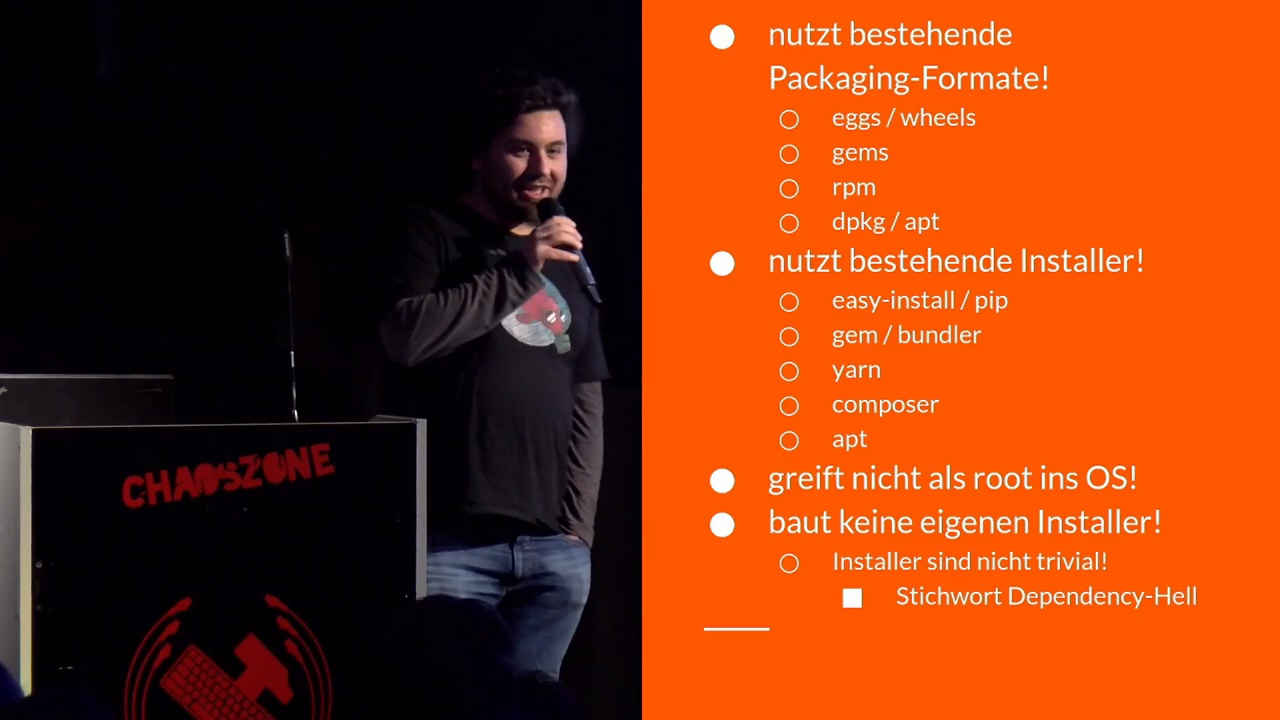 nutzt bestehende
Packaging-Formate!
eggs / wheels
gems
rpm
dpkg / apt
nutzt bestehende Installer!
easy-install / pip
gem / bundler
yarn
composer
apt
greift nicht als root ins OS!
baut keine eigenen Installer!
Installer sind nicht trivial!
Stichwort Dependency-Hell
CHAOSZONE